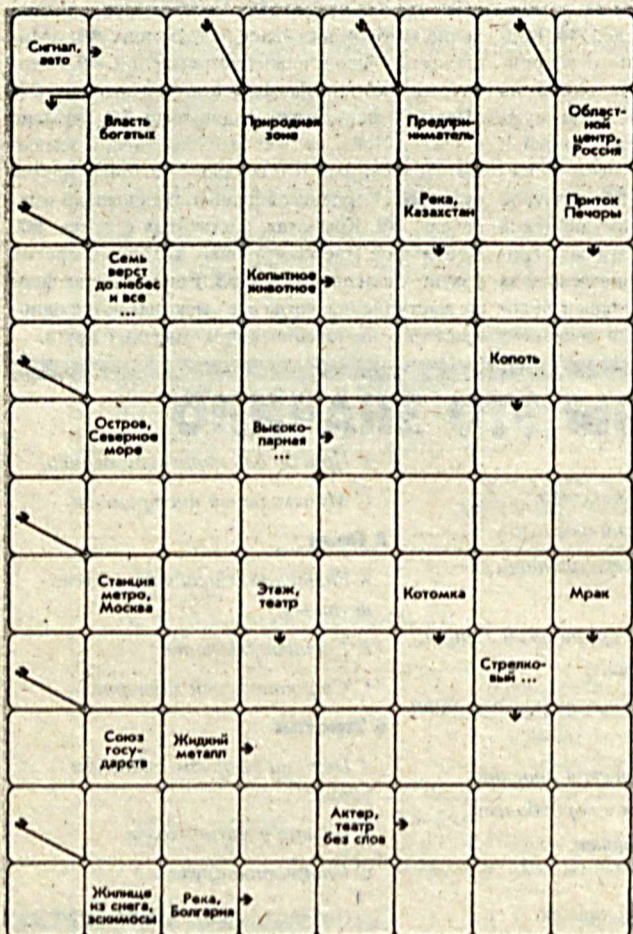 Сигнал,
авто
Власть
богатых
Природная
зона
Предпри-
ниматель
Област-
ной
центр,
Россия
Река,
Казахстан
Приток
Печоры
Семь
верст
до небес
и все ...
Копытное
животное
Копоть
Остров,
Северное
море
Высоко-
парная
...
Станция
метро,
Москва
Этаж,
театр
Котомка
Мрак
Стрелко-
вый ...
Союз
госу-
дарств
Жидкий
металл
Актер,
театр
без слов
Жилище
из снега,
эскимосы
Река,
Болгария